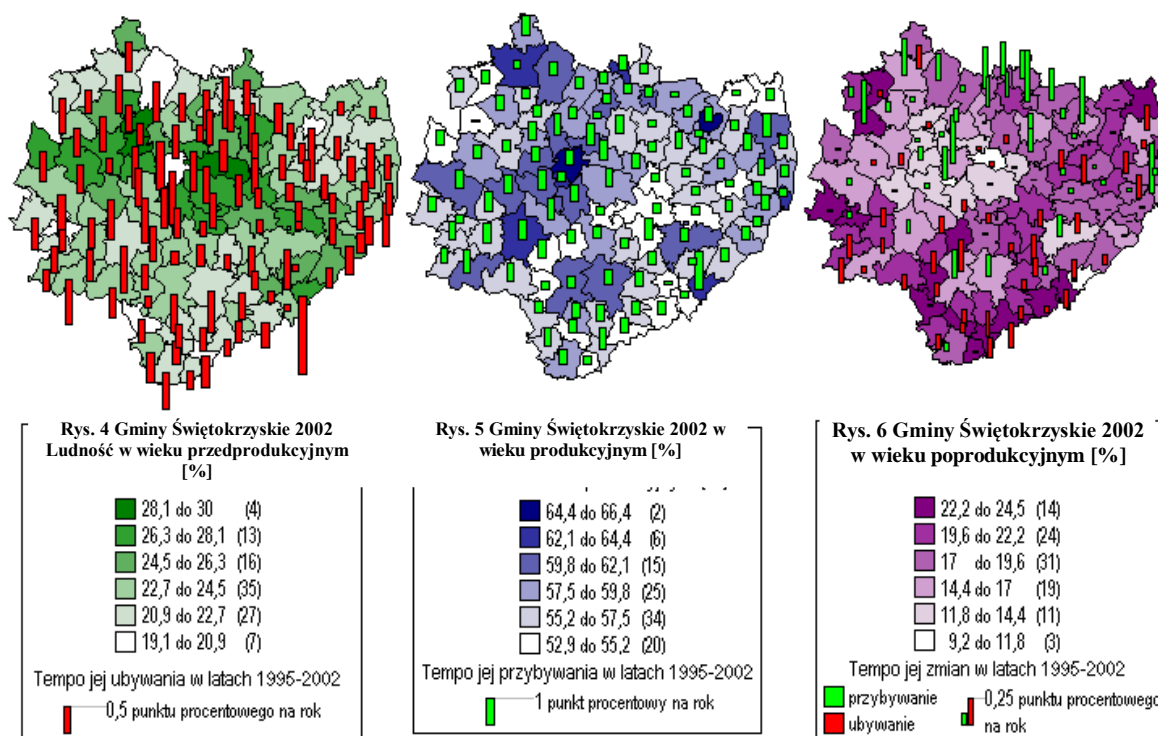 Rys. 4 Gminy Świętokrzyskie 2002
Ludność w wieku przedprodukcyjnym
[%]
28,1 do 30 (4)
26,3 do 28,1 (13)
24,5 do 26,3 (16)
22,7 do 24,5 (35)
20,9 do 22,7 (27)
19,1 do 20,9 (7)
Tempo jej ubywania w latach 1995-2002
0,5 punktu procentowego na rok
Rys. 5 Gminy Świętokrzyskie 2002 w
wieku produkcyjnym [%]
64,4 do 66,4 (2)
62,1 do 64,4 (6)
59,8 do 62,1 (15)
57,5 do 59,8 (25)
55,2 do 57,5 (34)
52,9 do 55,2 (20)
Tempo jej przybywania w latach 1995-2002
1 punkt procentowy na rok
Rys. 6 Gminy Świętokrzyskie 2002
w wieku poprodukcyjnym [%]
22,2 do 24,5 (14)
19,6 do 22,2 (24)
17 do 19,6 (31)
14,4 do 17 (19)
11,8 do 14,4 (11)
9,2 do 11,8 (3)
Tempo jej zmian w latach 1995-2002
przybywanie
ubywanie
0,25 punktu procentowego
na rok